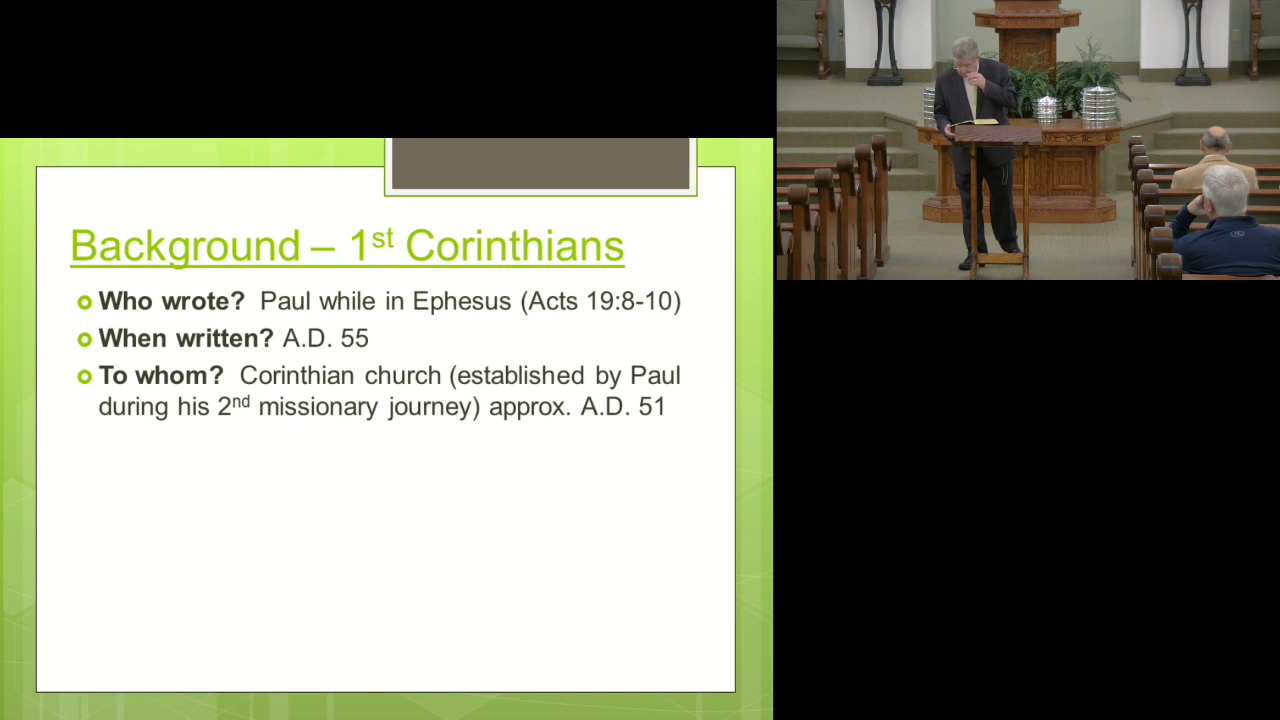 Background – 1st Corinthians
Who wrote? Paul while in Ephesus (Acts 19:8-10)
When written? A.D. 55
To whom? Corinthian church (established by Paul
during his 2nd missionary journey) approx. A.D. 51